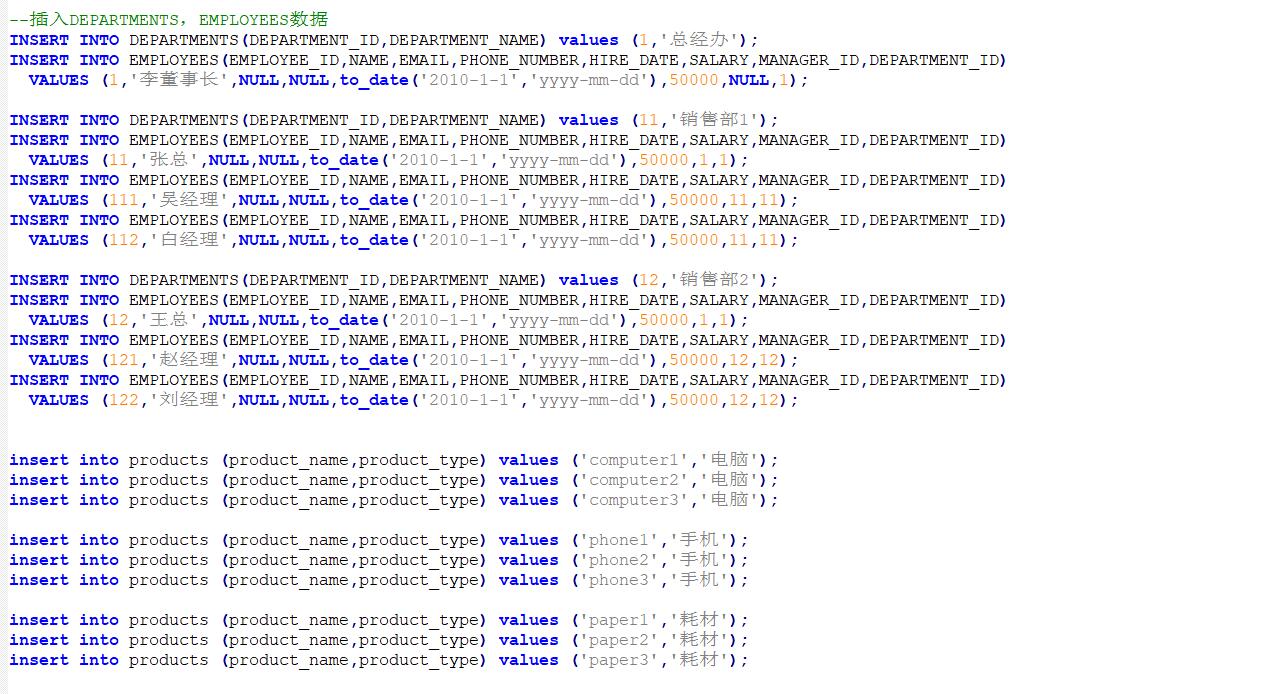 --插入DEPARTMENTS，EMPLOYEES数据
INSERT INTO DEPARTMENTS(DEPARTMENT_ID,DEPARTMENT_NAME) values (1,'总经办');
INSERT INTO EMPLOYEES(EMPLOYEE_ID,NAME,EMAIL,PHONE_NUMBER,HIRE_DATE,SALARY,MANAGER_ID,DEPARTMENT_ID)
VALUES (1,'李董事长',NULL,NULL,to_date('2010-1-1','yyyy-mm-dd'),50000,NULL,1);
INSERT INTO DEPARTMENTS(DEPARTMENT_ID,DEPARTMENT_NAME) values (11,'销售部1');
INSERT INTO EMPLOYEES(EMPLOYEE_ID,NAME,EMAIL,PHONE_NUMBER,HIRE_DATE,SALARY,MANAGER_ID,DEPARTMENT_ID)
VALUES (11,'张总',NULL,NULL,to_date('2010-1-1','yyyy-mm-dd'),50000,1,1);
INSERT INTO EMPLOYEES(EMPLOYEE_ID,NAME,EMAIL,PHONE_NUMBER,HIRE_DATE,SALARY,MANAGER_ID,DEPARTMENT_ID)
VALUES (111,'吴经理',NULL,NULL,to_date('2010-1-1','yyyy-mm-dd'),50000,11,11);
INSERT INTO EMPLOYEES(EMPLOYEE_ID,NAME,EMAIL,PHONE_NUMBER,HIRE_DATE,SALARY,MANAGER_ID,DEPARTMENT_ID)
VALUES (112,'白经理',NULL,NULL,to_date('2010-1-1','yyyy-mm-dd'),50000,11,11);
INSERT INTO DEPARTMENTS(DEPARTMENT_ID,DEPARTMENT_NAME) values (12,'销售部2');
INSERT INTO EMPLOYEES(EMPLOYEE_ID,NAME,EMAIL,PHONE_NUMBER,HIRE_DATE,SALARY,MANAGER_ID,DEPARTMENT_ID)
VALUES (12,'王总',NULL,NULL,to_date('2010-1-1','yyyy-mm-dd'),50000,1,1);
INSERT INTO EMPLOYEES(EMPLOYEE_ID,NAME,EMAIL,PHONE_NUMBER,HIRE_DATE,SALARY,MANAGER_ID,DEPARTMENT_ID)
VALUES (121,'赵经理',NULL,NULL,to_date('2010-1-1','yyyy-mm-dd'),50000,12,12);
INSERT INTO EMPLOYEES(EMPLOYEE_ID,NAME,EMAIL,PHONE_NUMBER,HIRE_DATE,SALARY,MANAGER_ID,DEPARTMENT_ID)
VALUES (122,'刘经理',NULL,NULL,to_date('2010-1-1','yyyy-mm-dd'),50000,12,12);
insert into products (product_name,product_type) values ('computer1','电脑');
insert into products (product_name,product_type) values ('computer2','电脑');
insert into products (product_name,product_type) values ('computer3','电脑');
insert into products (product_name,product_type) values ('phone1','手机');
insert into products (product_name,product_type) values ('phone2','手机');
insert into products (product_name,product_type) values ('phone3','手机');
insert into products (product_name,product_type) values ('paper1','耗材');
insert into products (product_name,product_type) values ('paper2','耗材');
insert into products (product_name,product_type) values ('paper3','耗材');